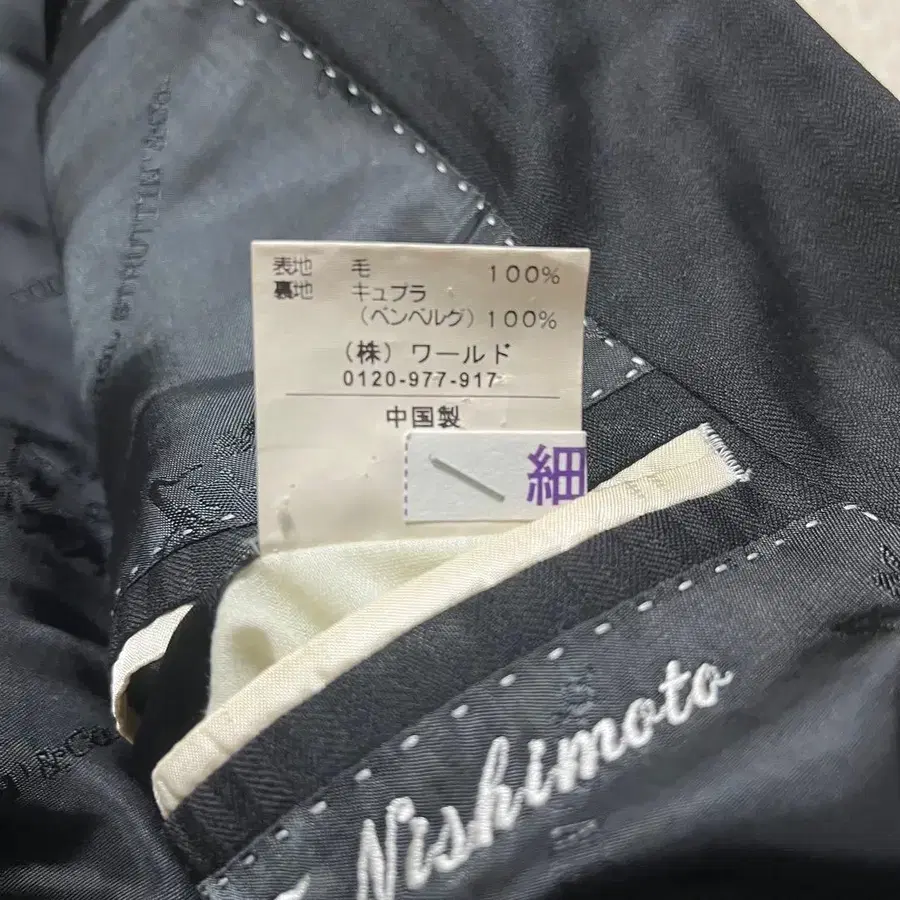 表地 毛 100%
裏地 キュプラ
(ベンベルグ) 100%
(株) ワールド
0120-977-917
中国製
細
Nishimoto